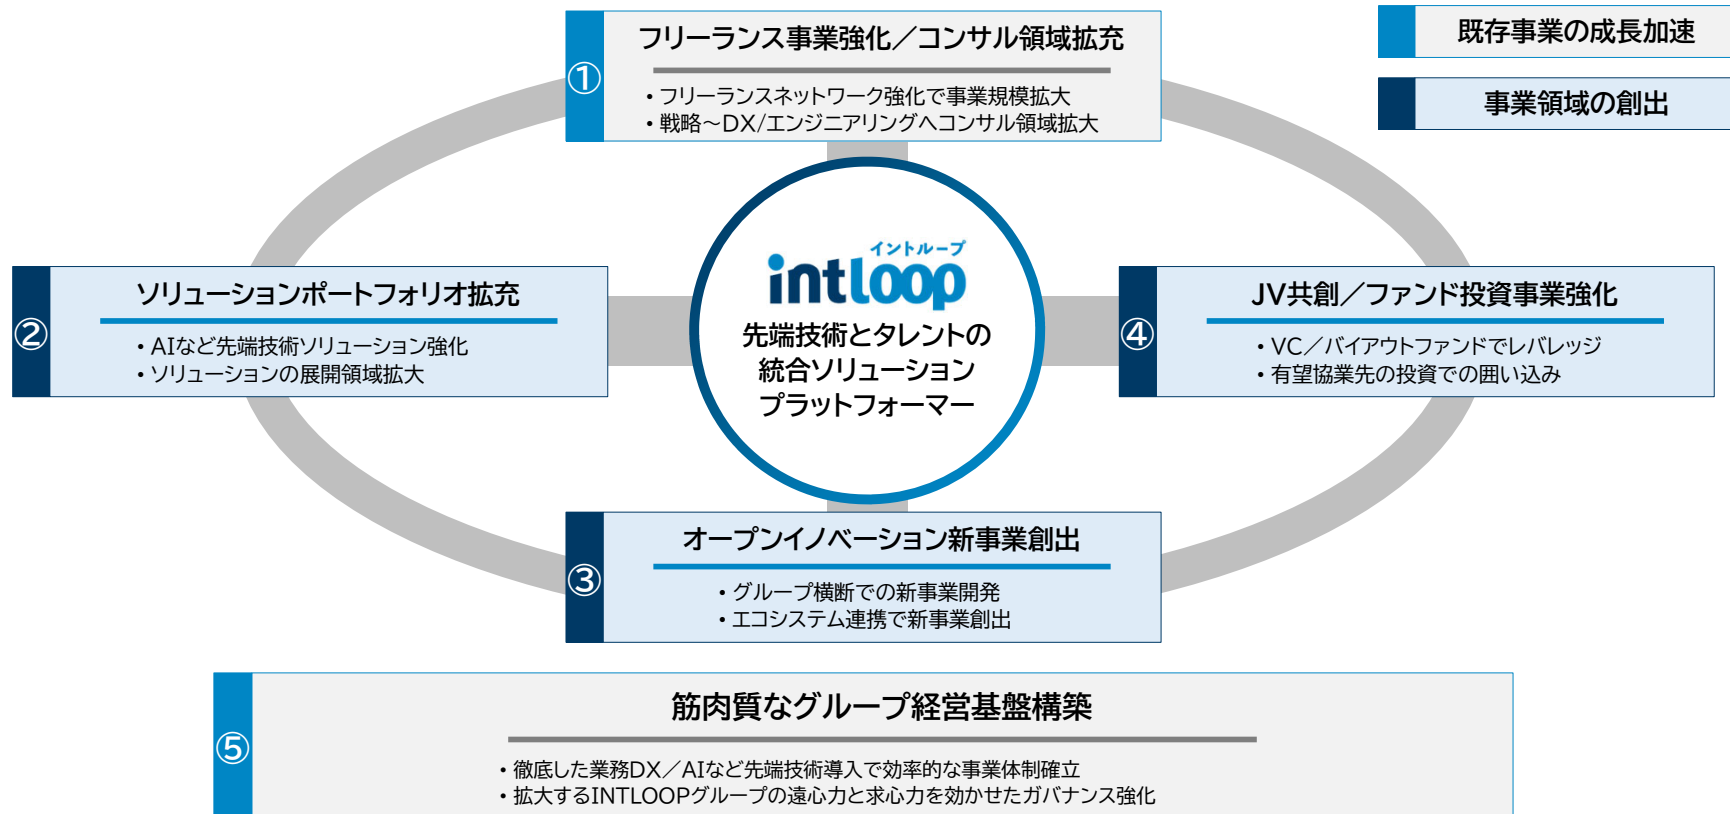 ① フリーランス事業強化／コンサル領域拡充
・フリーランスネットワーク強化で事業規模拡大
・戦略～DX/エンジニアリングへコンサル領域拡大
既存事業の成長加速
事業領域の創出
② ソリューションポートフォリオ拡充
・AIなど先端技術ソリューション強化
・ソリューションの展開領域拡大
イントループ
intloop
先端技術とタレントの
統合ソリューション
プラットフォーマー
④ JV共創／ファンド投資事業強化
・VC／バイアウトファンドでレバレッジ
・有望協業先の投資での囲い込み
③ オープンイノベーション新事業創出
・グループ横断での新事業開発
・エコシステム連携で新事業創出
⑤ 筋肉質なグループ経営基盤構築
・徹底した業務DX／AIなど先端技術導入で効率的な事業体制確立
・拡大するINTLOOPグループの遠心力と求心力を効かせたガバナンス強化